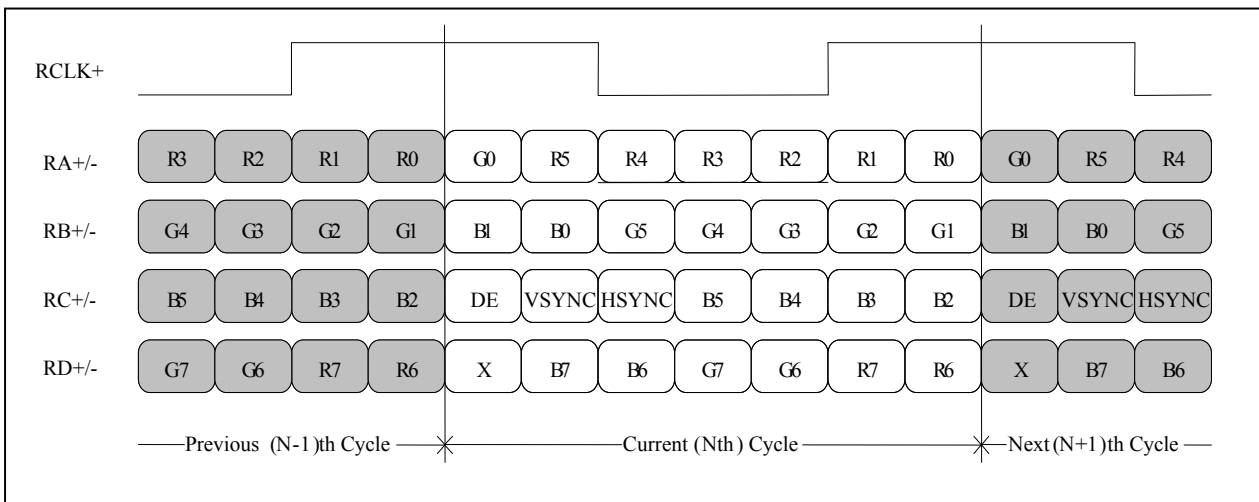 RCLK+
RA+/- R3 R2 R1 R0 G0 R5 R4 R3 R2 R1 R0 G0 R5 R4
RB+/- G4 G3 G2 G1 B1 B0 G5 G4 G3 G2 G1 B1 B0 G5
RC+/- B5 B4 B3 B2 DE VSYNC HSYNC B5 B4 B3 B2 DE VSYNC HSYNC
RD+/- G7 G6 R7 R6 X B7 B6 G7 G6 R7 R6 X B7 B6
Previous (N-1)th Cycle Current (Nth) Cycle Next (N+1)th Cycle